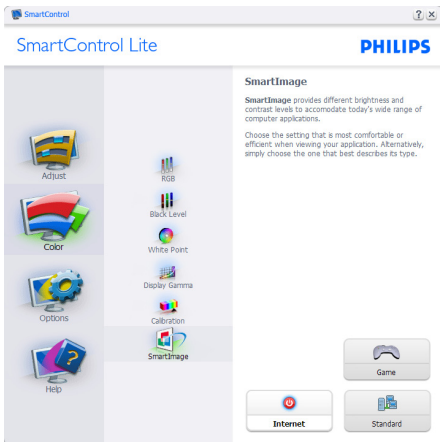 SmartControl
SmartControl Lite
PHILIPS
Adjust
Color
Options
Help
RGB
Black Level
White Point
Display Gamma
Calibration
SmartImage
SmartImage
SmartImage provides different brightness and
contrast levels to accomodate today's wide range of
computer applications.
Choose the setting that is most comfortable or
efficient when viewing your application. Alternatively,
simply choose the one that best describes its type.
Game
Internet
Standard